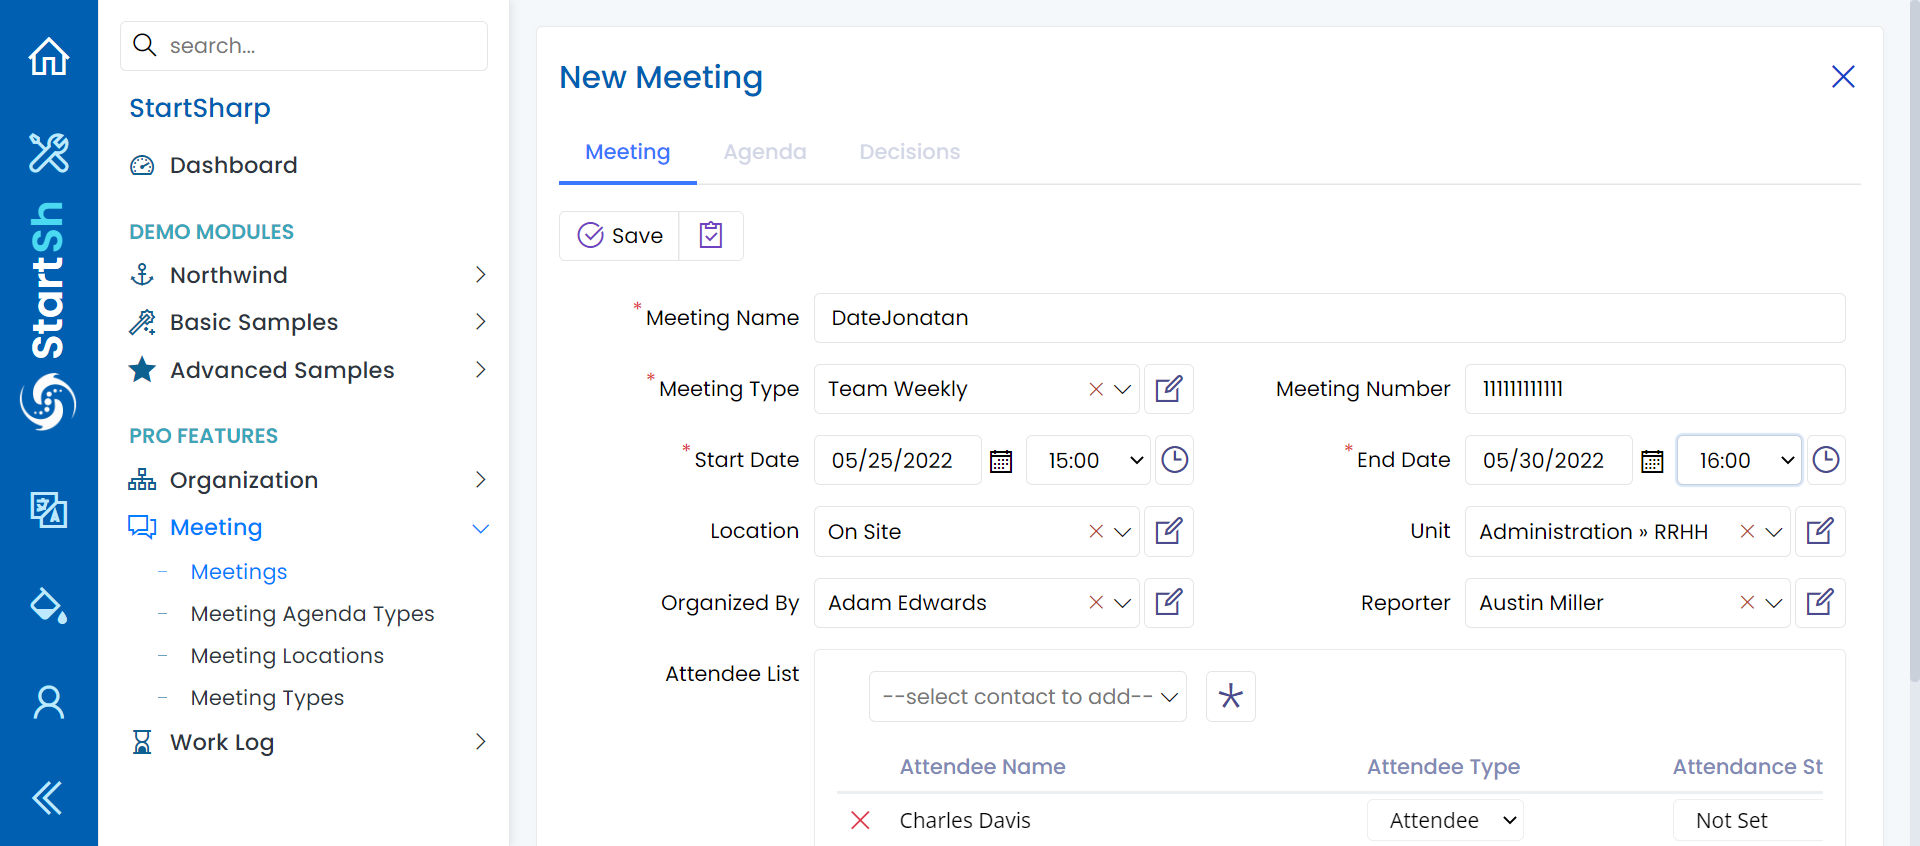 search...
StartSharp
Dashboard
DEMO MODULES
Northwind
Basic Samples
Advanced Samples
PRO FEATURES
Organization
Meeting
Meetings
Meeting Agenda Types
Meeting Locations
Meeting Types
Work Log
StartSh
New Meeting
Meeting Agenda Decisions
Save
* Meeting Name DateJonatan
* Meeting Type Team Weekly Meeting Number 111111111111
* Start Date 05/25/2022 15:00 * End Date 05/30/2022 16:00
Location On Site Unit Administration » RRHH
Organized By Adam Edwards Reporter Austin Miller
Attendee List --select contact to add--
Attendee Name Attendee Type Attendance St
Charles Davis Attendee Not Set